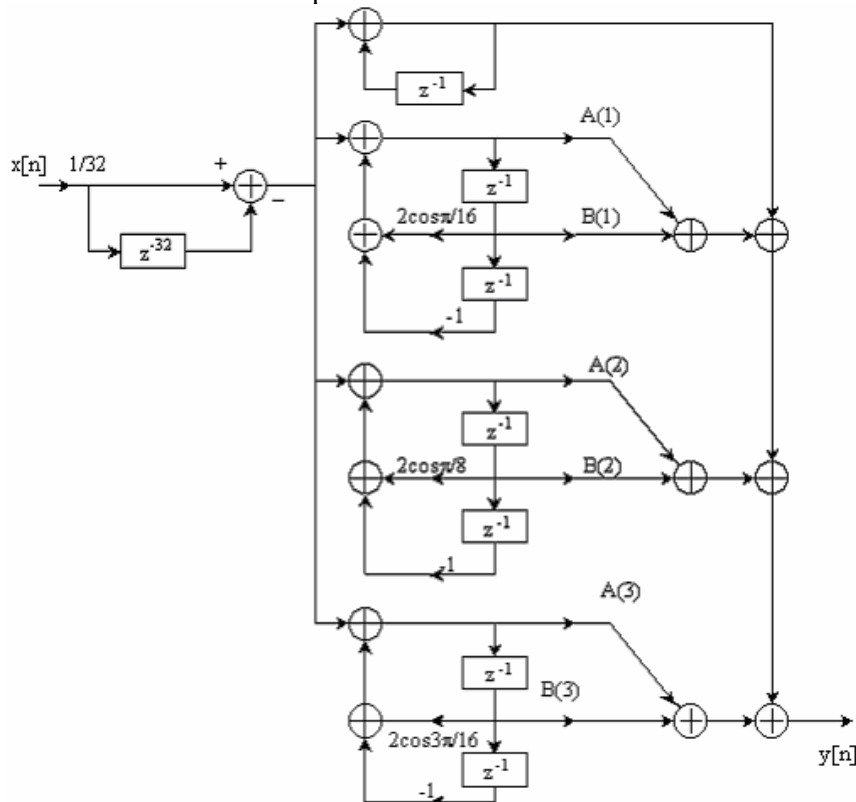 z⁻¹
A(1)
x[n]
1/32
+
−
z⁻¹
z⁻³²
2cosπ/16
B(1)
z⁻¹
-1
A(2)
z⁻¹
2cosπ/8
B(2)
z⁻¹
-1
A(3)
z⁻¹
B(3)
2cos3π/16
z⁻¹
-1
y[n]